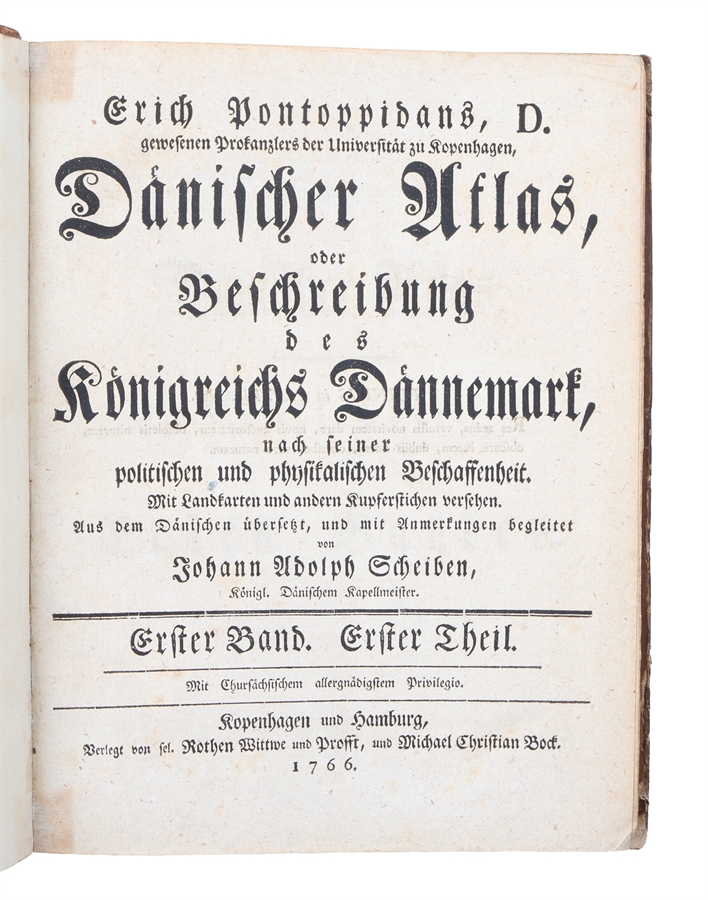 Erich Pontoppidans, D.
gewesenen Prokanzlers der Universität zu Kopenhagen,
Dänischer Atlas,
oder
Beschreibung
des
Königreichs Dännemark,
nach seiner
politischen und physikalischen Beschaffenheit.
Mit Landkarten und andern Kupferstichen versehen.
Aus dem Dänischen übersetzt, und mit Anmerkungen begleitet
von
Johann Adolph Scheiben,
Königl. Dänischem Kapellmeister.
Erster Band. Erster Theil.
Mit Chursächsischem allergnädigstem Privilegio.
Kopenhagen und Hamburg,
Verlegt von sel. Rothen Wittwe und Profft, und Michael Christian Bock.
1766.